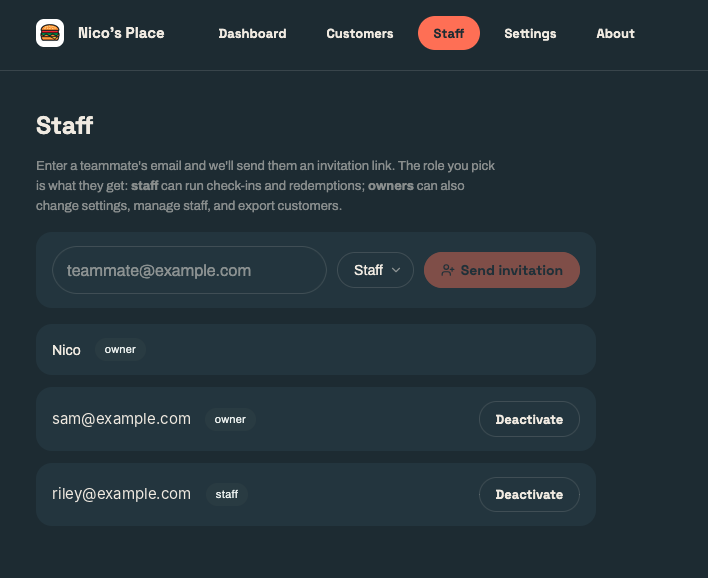 Nico's Place
Dashboard
Customers
Staff
Settings
About
Staff
Enter a teammate's email and we'll send them an invitation link. The role you pick
is what they get: staff can run check-ins and redemptions; owners can also
change settings, manage staff, and export customers.
teammate@example.com
Staff
Send invitation
Nico
owner
sam@example.com
owner
Deactivate
riley@example.com
staff
Deactivate